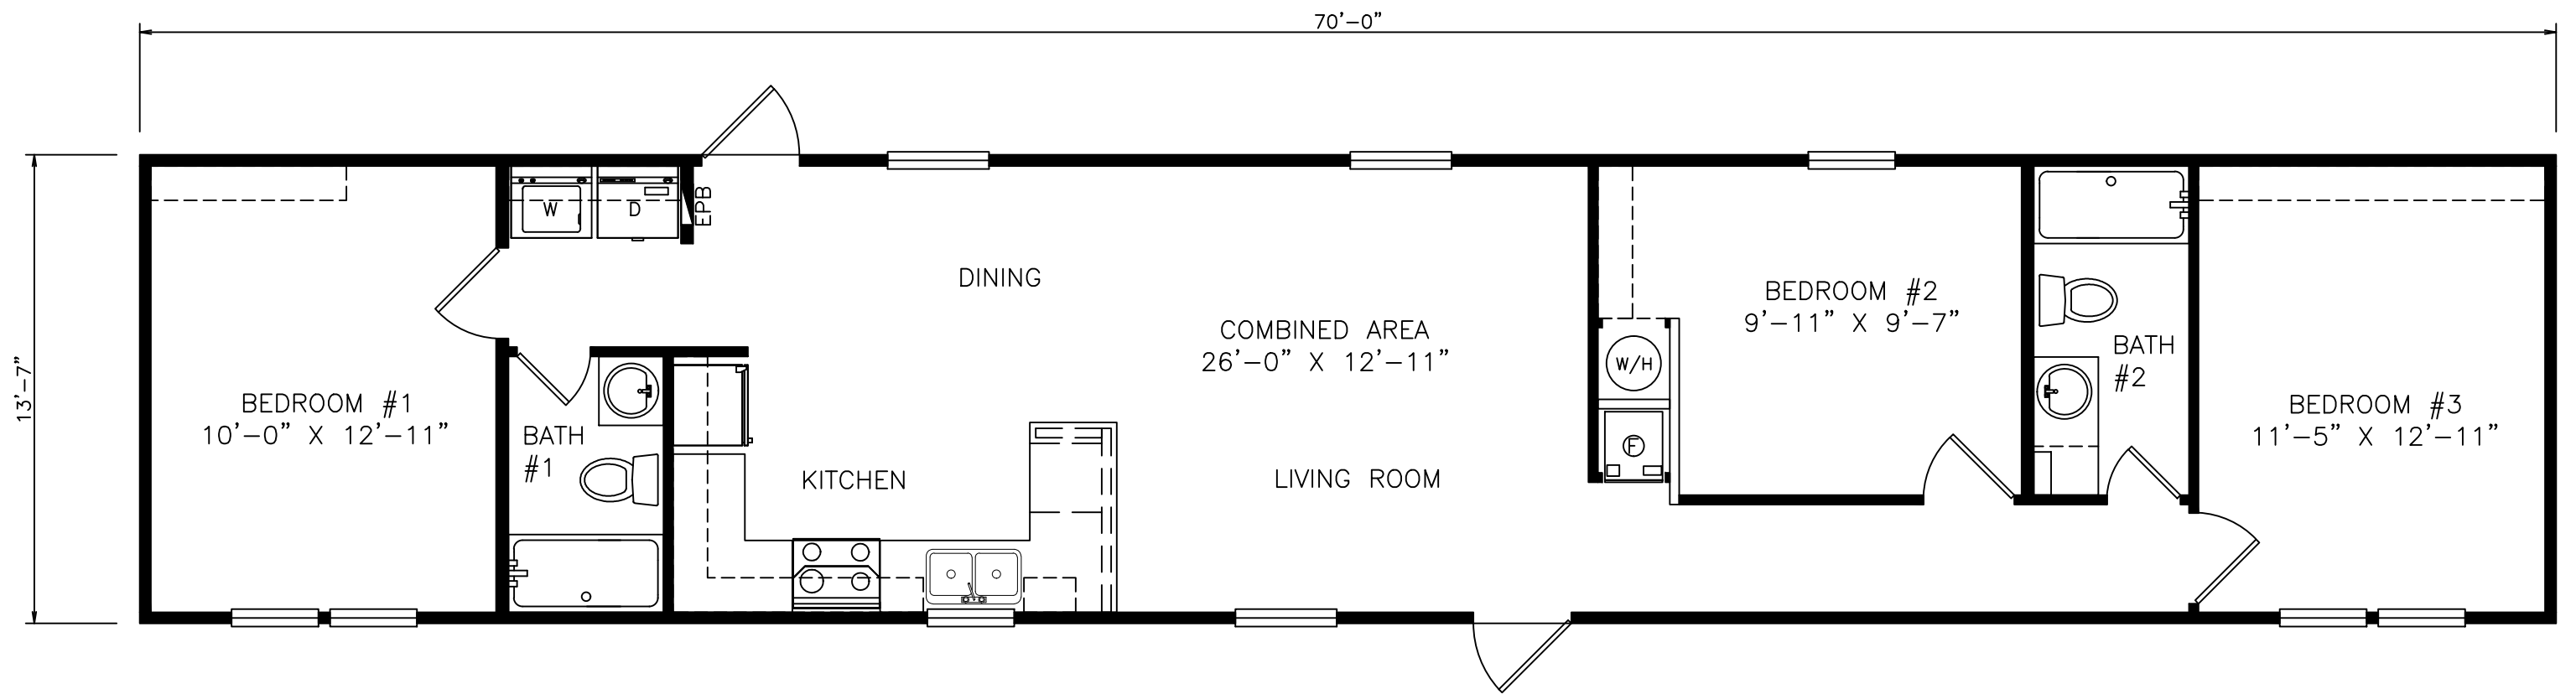 70'-0"
13'-7"
W
D
EPB
DINING
COMBINED AREA
26'-0" X 12'-11"
BEDROOM #1
10'-0" X 12'-11"
BATH
#1
KITCHEN
LIVING ROOM
W/H
F
BEDROOM #2
9'-11" X 9'-7"
BATH
#2
BEDROOM #3
11'-5" X 12'-11"